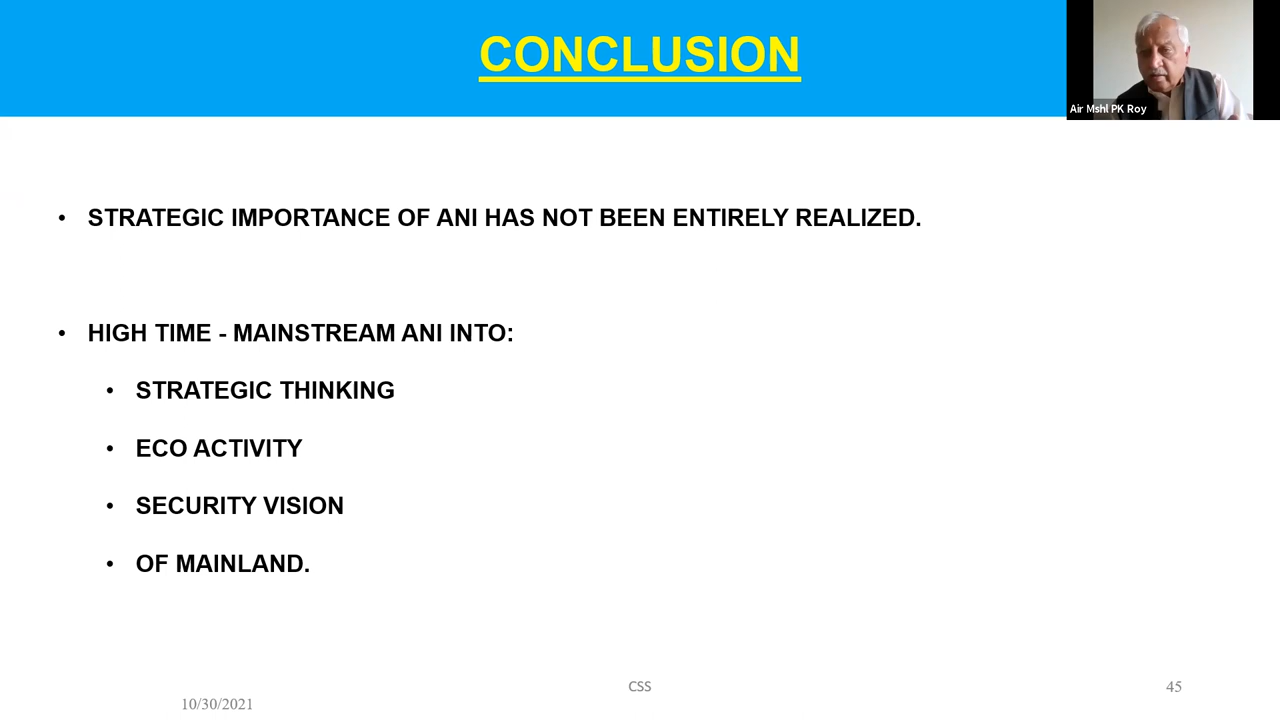 CONCLUSION
Air Mshl PK Roy
• STRATEGIC IMPORTANCE OF ANI HAS NOT BEEN ENTIRELY REALIZED.
• HIGH TIME - MAINSTREAM ANI INTO:
• STRATEGIC THINKING
• ECO ACTIVITY
• SECURITY VISION
• OF MAINLAND.
10/30/2021
CSS
45